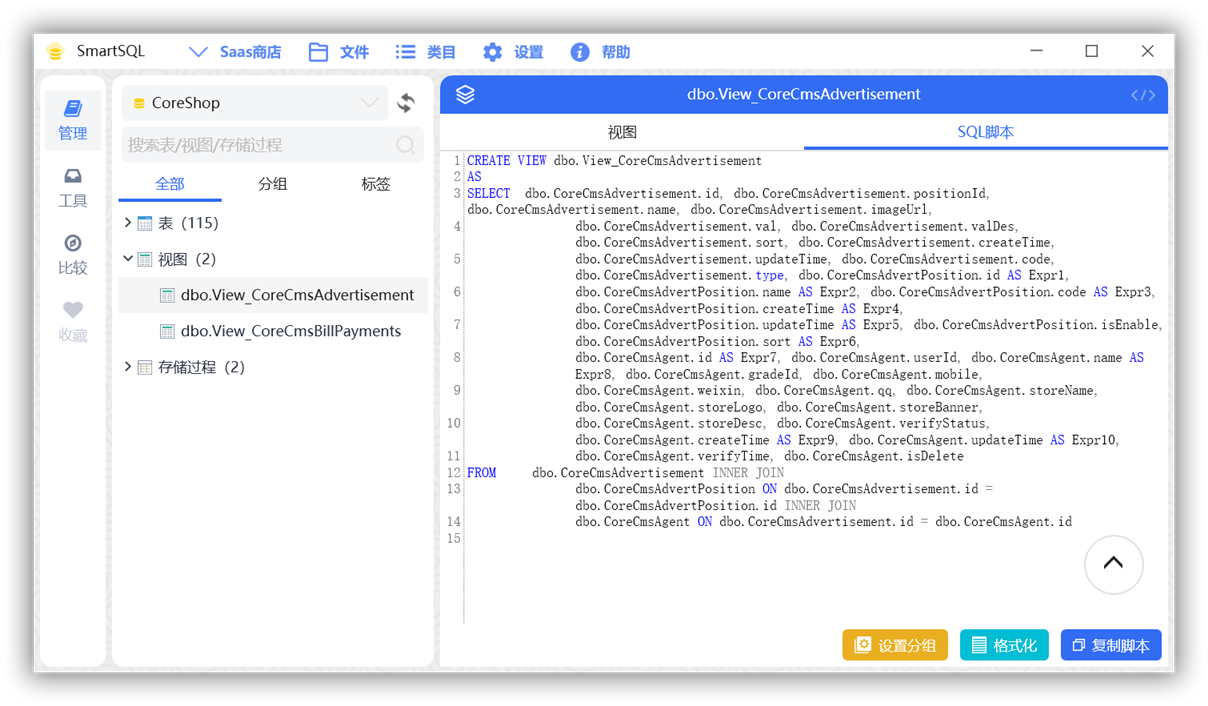 SmartSQL Saas商店 文件 类目 设置 帮助
管理
工具
比较
收藏
CoreShop
搜索表/视图/存储过程
全部 分组 标签
表 (115)
视图 (2)
dbo.View_CoreCmsAdvertisement
dbo.View_CoreCmsBillPayments
存储过程 (2)
dbo.View_CoreCmsAdvertisement </>
视图 SQL脚本
1 CREATE VIEW dbo.View_CoreCmsAdvertisement
2 AS
3 SELECT dbo.CoreCmsAdvertisement.id, dbo.CoreCmsAdvertisement.positionId,
dbo.CoreCmsAdvertisement.name, dbo.CoreCmsAdvertisement.imageUrl,
4 dbo.CoreCmsAdvertisement.val, dbo.CoreCmsAdvertisement.valDes,
dbo.CoreCmsAdvertisement.sort, dbo.CoreCmsAdvertisement.createTime,
5 dbo.CoreCmsAdvertisement.updateTime, dbo.CoreCmsAdvertisement.code,
dbo.CoreCmsAdvertisement.type, dbo.CoreCmsAdvertPosition.id AS Expr1,
6 dbo.CoreCmsAdvertPosition.name AS Expr2, dbo.CoreCmsAdvertPosition.code AS Expr3,
dbo.CoreCmsAdvertPosition.createTime AS Expr4,
7 dbo.CoreCmsAdvertPosition.updateTime AS Expr5, dbo.CoreCmsAdvertPosition.isEnable,
dbo.CoreCmsAdvertPosition.sort AS Expr6,
8 dbo.CoreCmsAgent.id AS Expr7, dbo.CoreCmsAgent.userId, dbo.CoreCmsAgent.name AS
Expr8, dbo.CoreCmsAgent.gradeId, dbo.CoreCmsAgent.mobile,
9 dbo.CoreCmsAgent.weixin, dbo.CoreCmsAgent.qq, dbo.CoreCmsAgent.storeName,
dbo.CoreCmsAgent.storeLogo, dbo.CoreCmsAgent.storeBanner,
10 dbo.CoreCmsAgent.storeDesc, dbo.CoreCmsAgent.verifyStatus,
dbo.CoreCmsAgent.createTime AS Expr9, dbo.CoreCmsAgent.updateTime AS Expr10,
11 dbo.CoreCmsAgent.verifyTime, dbo.CoreCmsAgent.isDelete
12 FROM dbo.CoreCmsAdvertisement INNER JOIN
13 dbo.CoreCmsAdvertPosition ON dbo.CoreCmsAdvertisement.id =
dbo.CoreCmsAdvertPosition.id INNER JOIN
14 dbo.CoreCmsAgent ON dbo.CoreCmsAdvertisement.id = dbo.CoreCmsAgent.id
15
设置分组 格式化 复制脚本